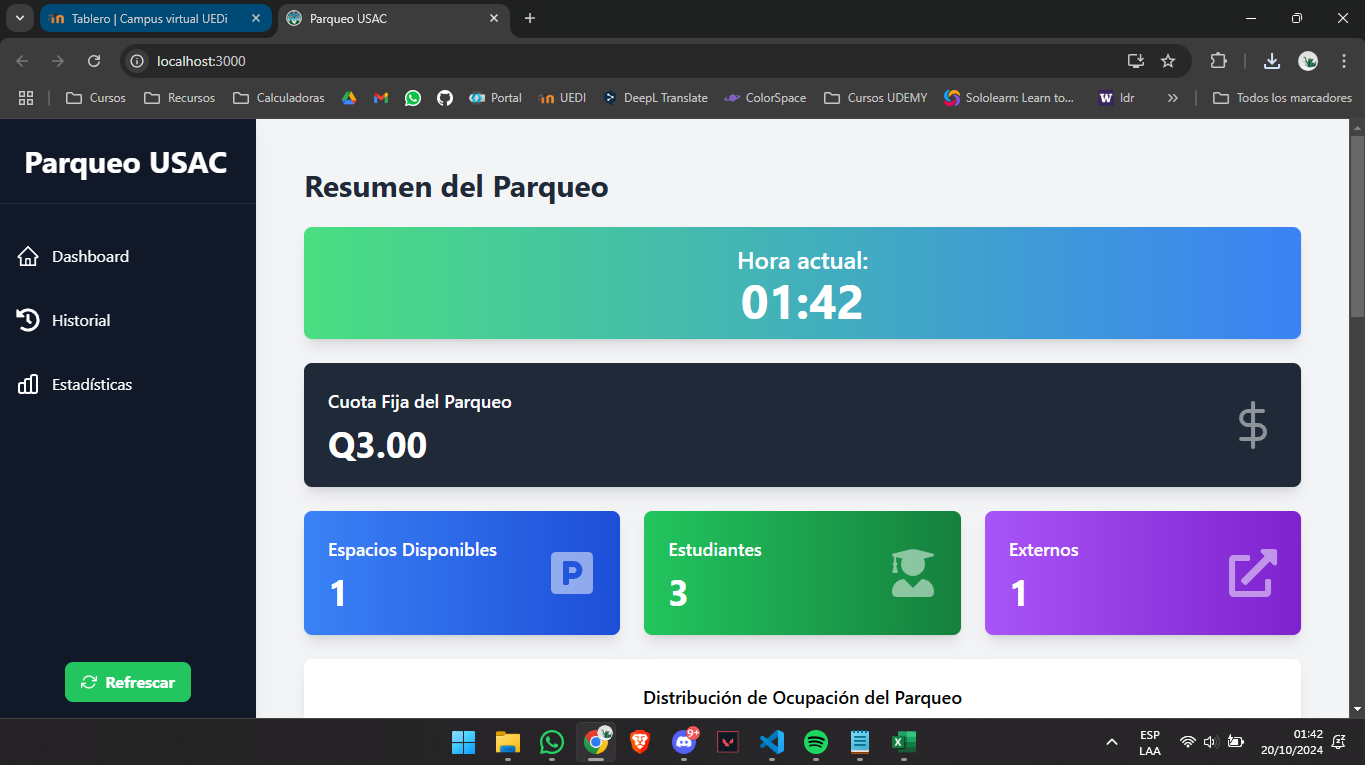 Tablero | Campus virtual UEDi
Parqueo USAC
localhost:3000
Cursos
Recursos
Calculadoras
Portal
UEDI
DeepL Translate
ColorSpace
Cursos UDEMY
Sololearn: Learn to...
W
ldr
Todos los marcadores
Parqueo USAC
Dashboard
Historial
Estadísticas
Refrescar
Resumen del Parqueo
Hora actual:
01:42
Cuota Fija del Parqueo
Q3.00
$
Espacios Disponibles
1
P
Estudiantes
3
Externos
1
Distribución de Ocupación del Parqueo
9+
ESP
LAA
01:42
20/10/2024